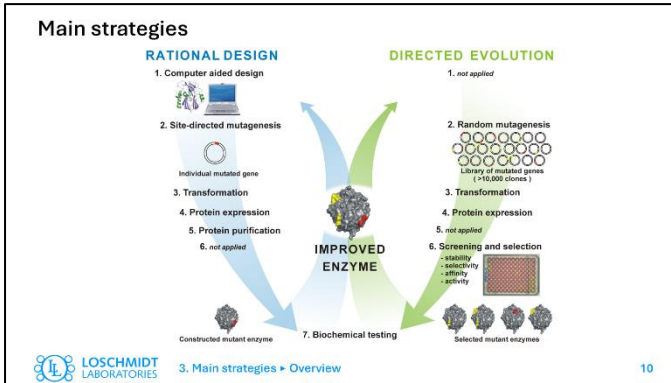 Main strategies
RATIONAL DESIGN
1. Computer aided design
2. Site-directed mutagenesis
Individual mutated gene
3. Transformation
4. Protein expression
5. Protein purification
6. not applied
Constructed mutant enzyme
IMPROVED
ENZYME
7. Biochemical testing
DIRECTED EVOLUTION
1. not applied
2. Random mutagenesis
Library of mutated genes
( >10,000 clones )
3. Transformation
4. Protein expression
5. not applied
6. Screening and selection
- stability
- selectivity
- affinity
- activity
Selected mutant enzymes
LL
LOSCHMIDT
LABORATORIES
3. Main strategies ▸ Overview
10